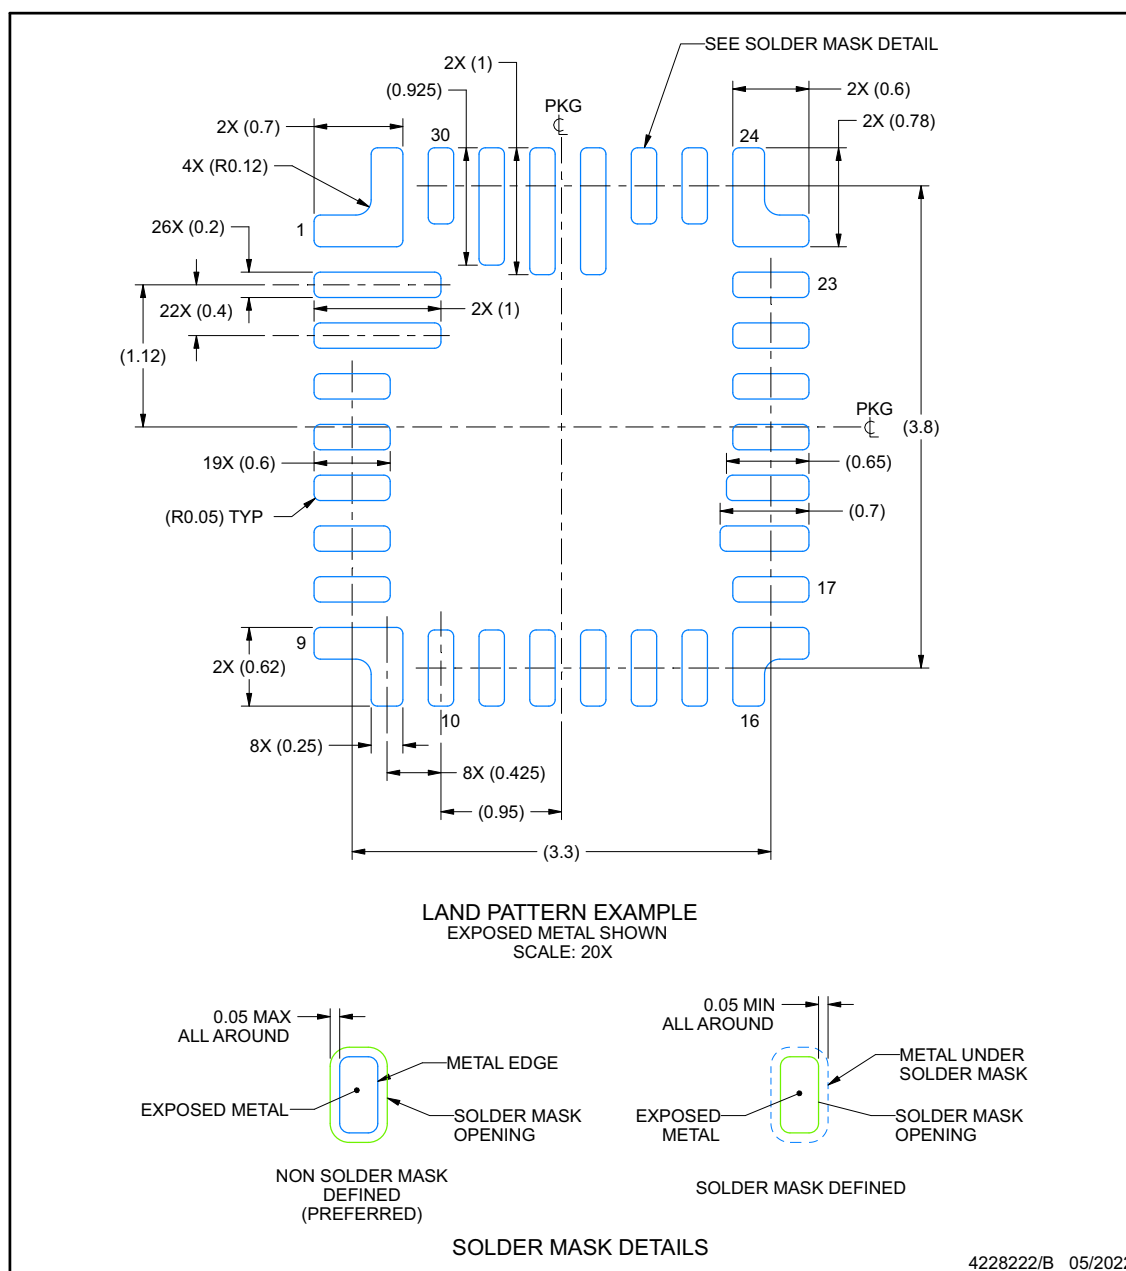 SEE SOLDER MASK DETAIL
2X (1)
(0.925)
PKG
2X (0.6)
2X (0.7)
30
24
2X (0.78)
4X (R0.12)
1
26X (0.2)
23
22X (0.4)
2X (1)
(1.12)
PKG
(3.8)
19X (0.6)
(0.65)
(R0.05) TYP
(0.7)
17
9
2X (0.62)
10
16
8X (0.25)
8X (0.425)
(0.95)
(3.3)
LAND PATTERN EXAMPLE
EXPOSED METAL SHOWN
SCALE: 20X
0.05 MAX
ALL AROUND
0.05 MIN
ALL AROUND
METAL EDGE
METAL UNDER
SOLDER MASK
EXPOSED METAL
SOLDER MASK
OPENING
EXPOSED
METAL
SOLDER MASK
OPENING
NON SOLDER MASK
DEFINED
(PREFERRED)
SOLDER MASK DEFINED
SOLDER MASK DETAILS
4228222/B 05/2022